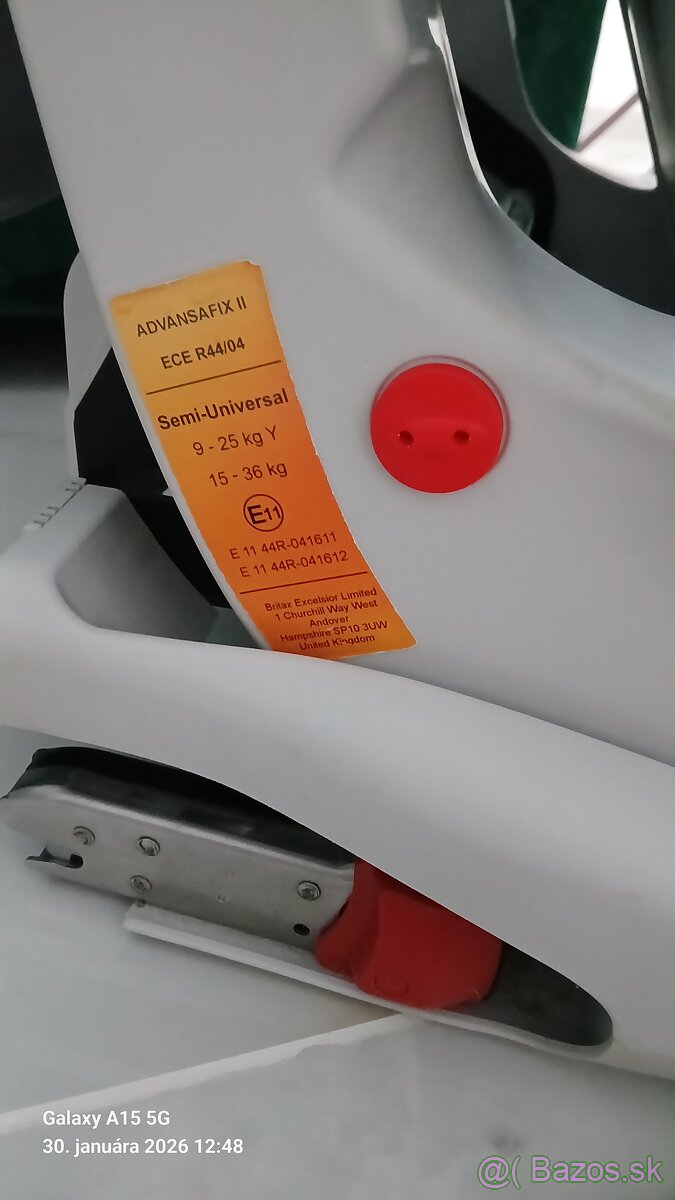 ADVANSAFIX II
ECE R44/04
Semi-Universal
9 - 25 kg Y
15 - 36 kg
E11
E 11 44R-041611
E 11 44R-041612
Britax Excelsior Limited
1 Churchill Way West
Andover
Hampshire SP10 3UW
United Kingdom
Galaxy A15 5G
30. januára 2026 12:48
@( Bazos.sk